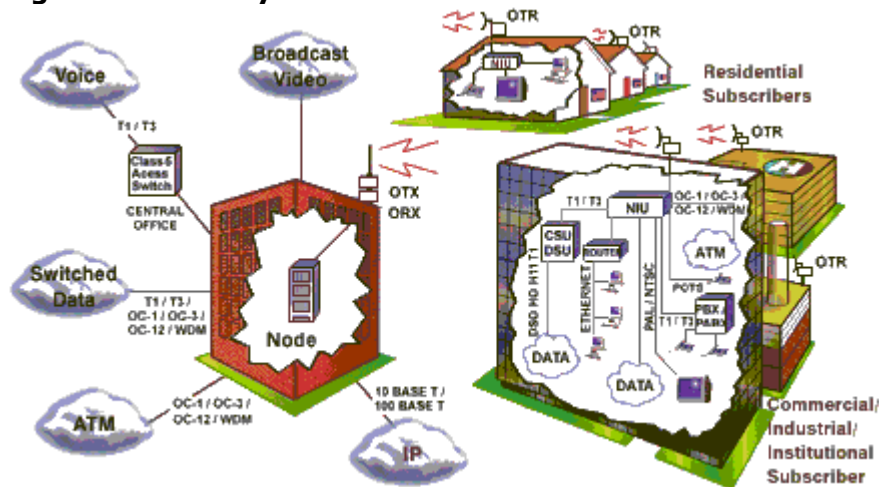 Voice
Broadcast
Video
T1 / T3
Class-5
Acess
Switch
CENTRAL
OFFICE
Switched
Data
T1 / T3 /
OC-1 / OC-3 /
OC-12 / WDM
ATM
OC-1 / OC-3 /
OC-12 / WDM
OTX
ORX
Node
10 BASE T /
100 BASE T
IP
OTR
OTR
NIU
Residential
Subscribers
OTR
T1 / T3
NIU
OC-1 / OC-3 /
OC-12 / WDM
CSU
DSU
ROUTER
ATM
OTR
ETHERNET
PAL / NTSC
POTS
T1 / T3
PBX /
PABX
DATA
DATA
Commercial/
Industrial/
Institutional
Subscriber